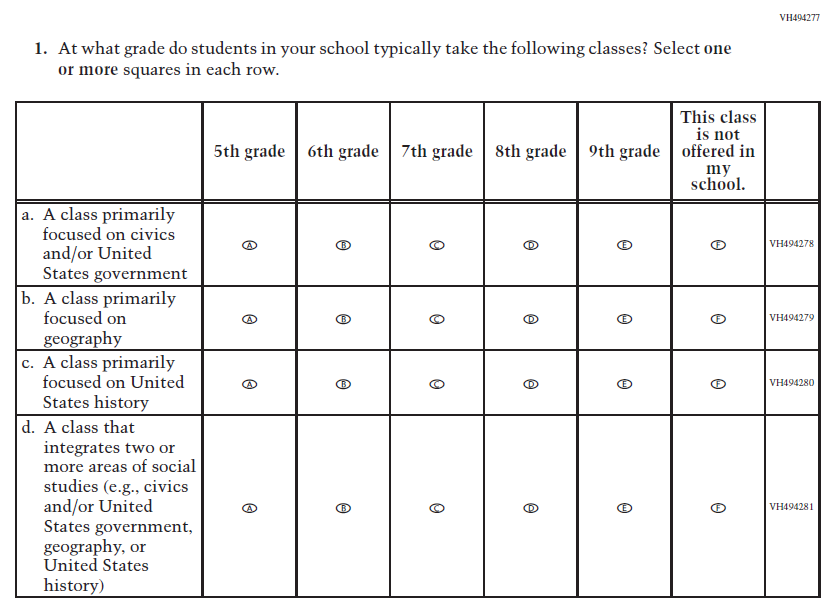 VH494277
1. At what grade do students in your school typically take the following classes? Select one
or more squares in each row.
5th grade 6th grade 7th grade 8th grade 9th grade This class
is not
offered in
my
school.
a. A class primarily
focused on civics
and/or United
States government
A B C D E F VH494278
b. A class primarily
focused on
geography
A B C D E F VH494279
c. A class primarily
focused on United
States history
A B C D E F VH494280
d. A class that
integrates two or
more areas of social
studies (e.g., civics
and/or United
States government,
geography, or
United States
history)
A B C D E F VH494281